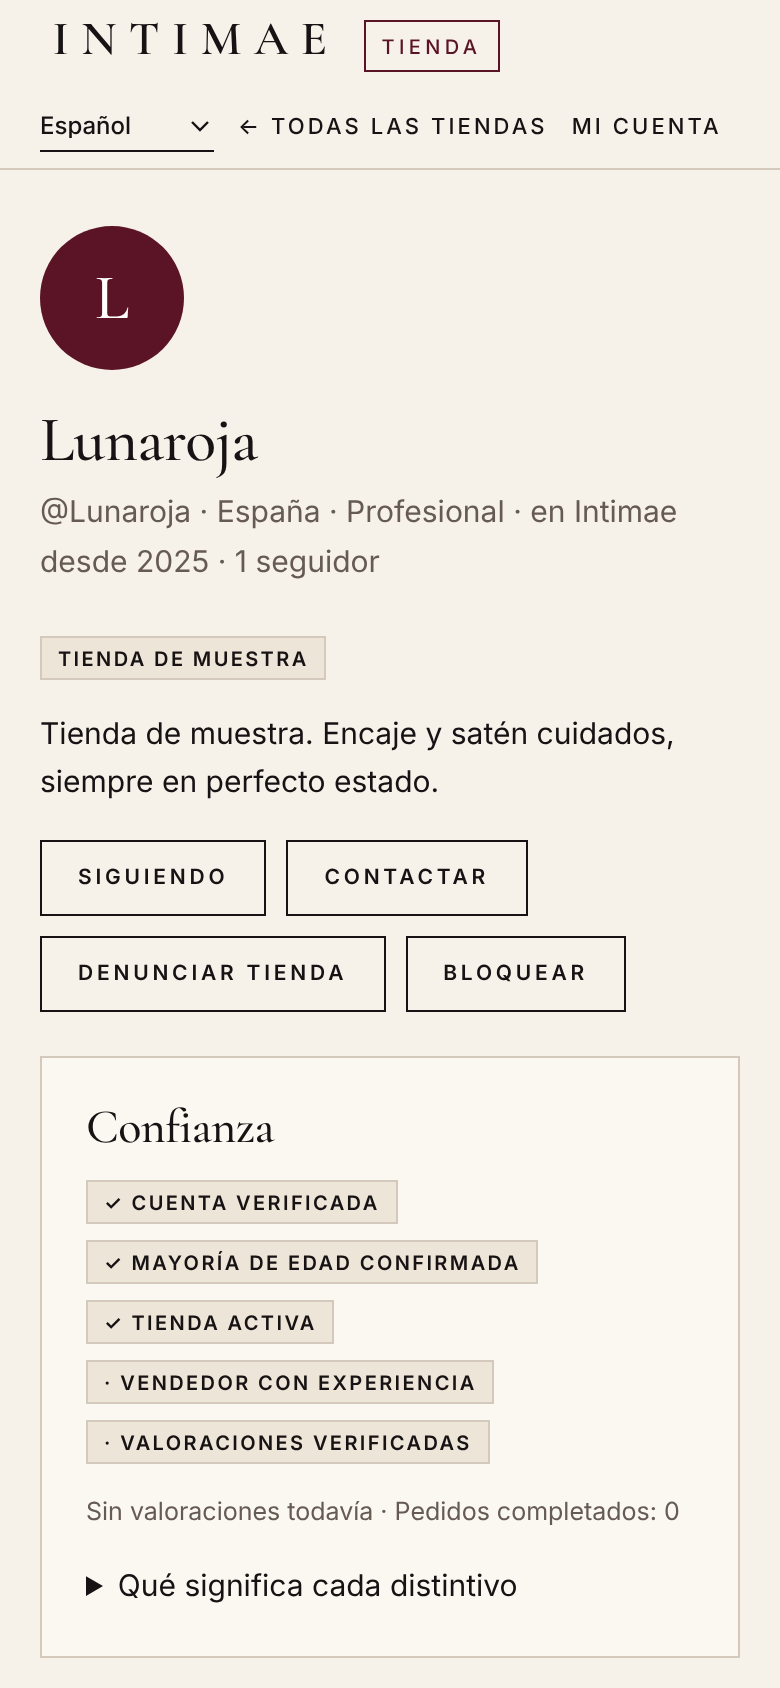 INTIMAE TIENDA
Español ← TODAS LAS TIENDAS MI CUENTA
L
Lunaroja
@Lunaroja · España · Profesional · en Intimae
desde 2025 · 1 seguidor
TIENDA DE MUESTRA
Tienda de muestra. Encaje y satén cuidados,
siempre en perfecto estado.
SIGUIENDO CONTACTAR
DENUNCIAR TIENDA BLOQUEAR
Confianza
✓ CUENTA VERIFICADA
✓ MAYORÍA DE EDAD CONFIRMADA
✓ TIENDA ACTIVA
· VENDEDOR CON EXPERIENCIA
· VALORACIONES VERIFICADAS
Sin valoraciones todavía · Pedidos completados: 0
▶ Qué significa cada distintivo